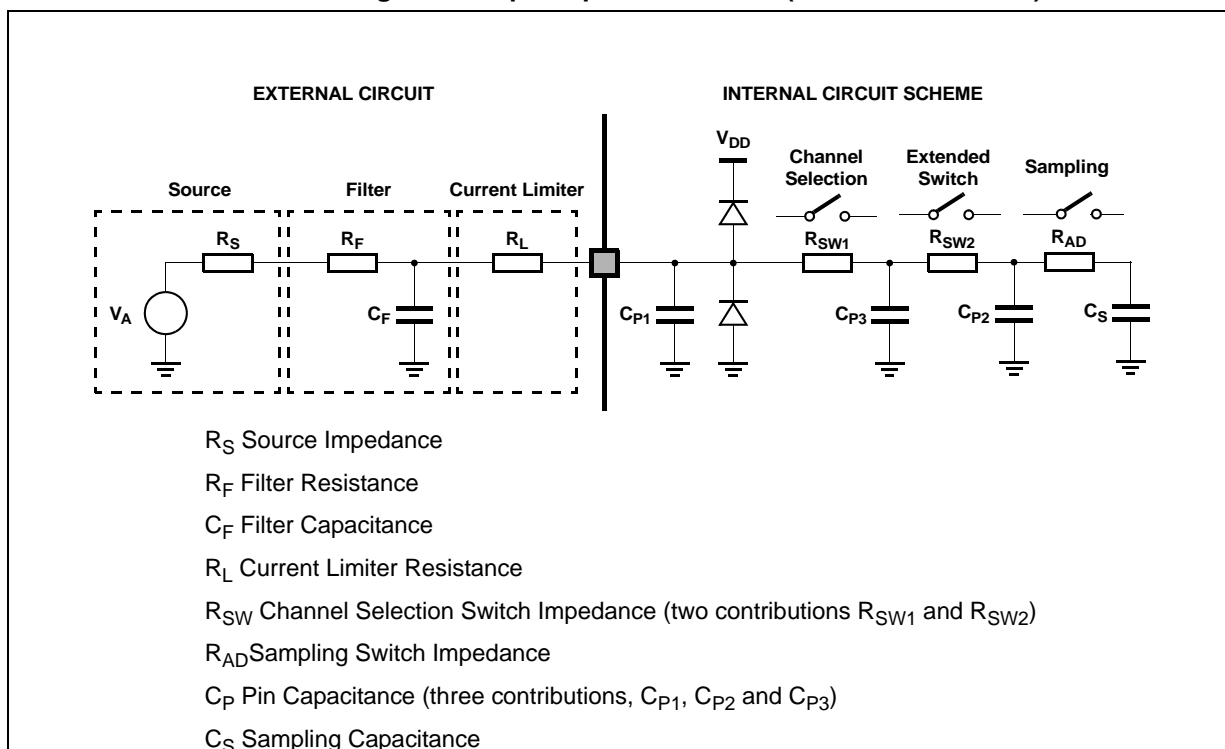 EXTERNAL CIRCUIT
INTERNAL CIRCUIT SCHEME
VDD
Channel
Selection
Extended
Switch
Sampling
Source
Filter
Current Limiter
RS
RF
RL
RSW1
RSW2
RAD
VA
CF
CP1
CP3
CP2
CS
RS Source Impedance
RF Filter Resistance
CF Filter Capacitance
RL Current Limiter Resistance
RSW Channel Selection Switch Impedance (two contributions RSW1 and RSW2)
RADSampling Switch Impedance
CP Pin Capacitance (three contributions, CP1, CP2 and CP3)
CS Sampling Capacitance